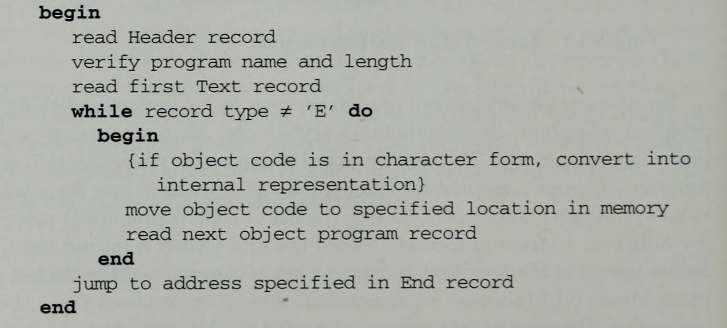 begin
read Header record
verify program name and length
read first Text record
while record type ≠ 'E' do
begin
{if object code is in character form, convert into
internal representation}
move object code to specified location in memory
read next object program record
end
jump to address specified in End record
end